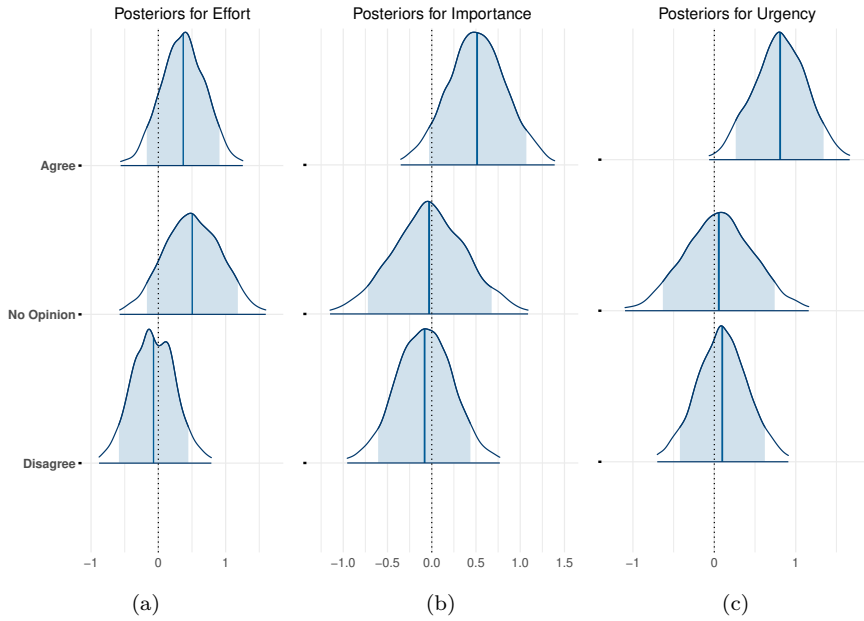 Posteriors for Effort
Posteriors for Importance
Posteriors for Urgency
Agree
No Opinion
Disagree
−1 0 1
−1.0 −0.5 0.0 0.5 1.0 1.5
−1 0 1
(a)
(b)
(c)